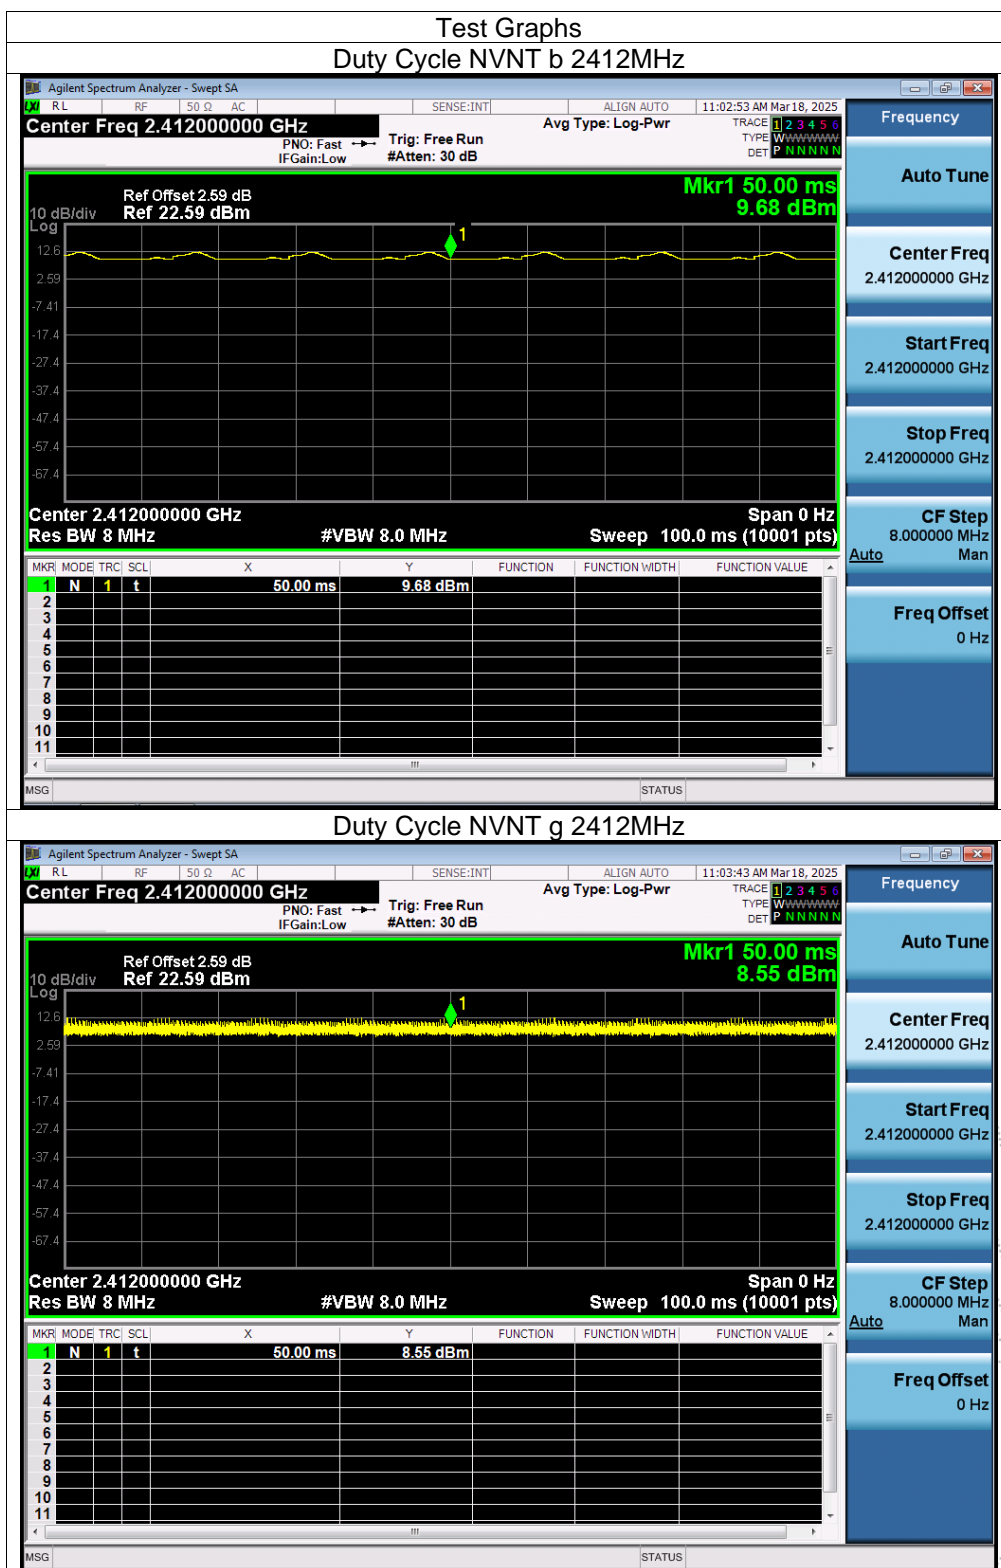 Test Graphs
Duty Cycle NVNT b 2412MHz
Agilent Spectrum Analyzer - Swept SA
LXI RL RF 50 Ω AC SENSE:INT ALIGN AUTO 11:02:53 AM Mar 18, 2025
Center Freq 2.412000000 GHz Avg Type: Log-Pwr TRACE 1 2 3 4 5 6
PNO: Fast Trig: Free Run TYPE WWWWWWW
IFGain:Low #Atten: 30 dB DET P N N N N N
Frequency
Mkr1 50.00 ms
9.68 dBm
Ref Offset 2.59 dB
10 dB/div Ref 22.59 dBm
Log
1
12.6
2.59
-7.41
-17.4
-27.4
-37.4
-47.4
-57.4
-67.4
Center 2.412000000 GHz Span 0 Hz
Res BW 8 MHz #VBW 8.0 MHz Sweep 100.0 ms (10001 pts)
MKR MODE TRC SCL X Y FUNCTION FUNCTION WIDTH FUNCTION VALUE
1 N 1 t 50.00 ms 9.68 dBm
2
3
4
5
6
7
8
9
10
11
MSG STATUS
Auto Tune
Center Freq
2.412000000 GHz
Start Freq
2.412000000 GHz
Stop Freq
2.412000000 GHz
CF Step
8.000000 MHz
Auto Man
Freq Offset
0 Hz
Duty Cycle NVNT g 2412MHz
Agilent Spectrum Analyzer - Swept SA
LXI RL RF 50 Ω AC SENSE:INT ALIGN AUTO 11:03:43 AM Mar 18, 2025
Center Freq 2.412000000 GHz Avg Type: Log-Pwr TRACE 1 2 3 4 5 6
PNO: Fast Trig: Free Run TYPE WWWWWWW
IFGain:Low #Atten: 30 dB DET P N N N N N
Frequency
Mkr1 50.00 ms
8.55 dBm
Ref Offset 2.59 dB
10 dB/div Ref 22.59 dBm
Log
1
12.6
2.59
-7.41
-17.4
-27.4
-37.4
-47.4
-57.4
-67.4
Center 2.412000000 GHz Span 0 Hz
Res BW 8 MHz #VBW 8.0 MHz Sweep 100.0 ms (10001 pts)
MKR MODE TRC SCL X Y FUNCTION FUNCTION WIDTH FUNCTION VALUE
1 N 1 t 50.00 ms 8.55 dBm
2
3
4
5
6
7
8
9
10
11
MSG STATUS
Auto Tune
Center Freq
2.412000000 GHz
Start Freq
2.412000000 GHz
Stop Freq
2.412000000 GHz
CF Step
8.000000 MHz
Auto Man
Freq Offset
0 Hz